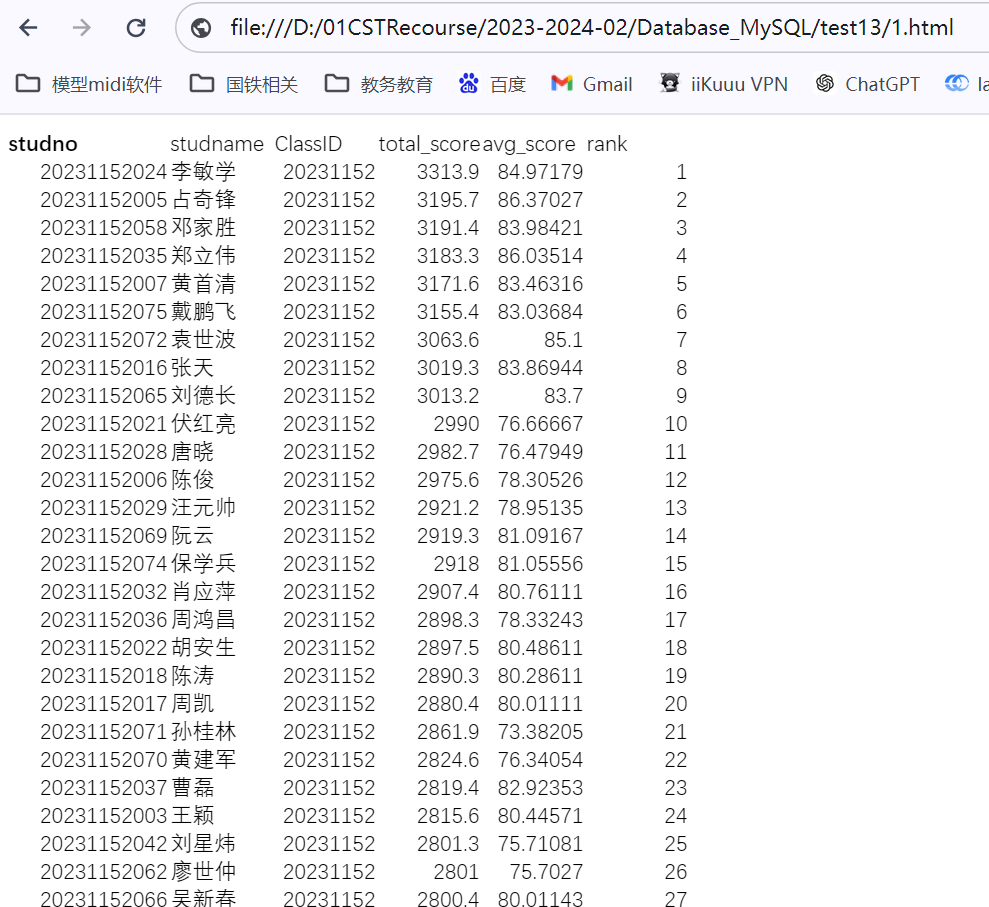 file:///D:/01CSTRecourse/2023-2024-02/Database_MySQL/test13/1.html
模型midi软件 国铁相关 教务教育 百度 Gmail iiKuuu VPN ChatGPT la
studno studname ClassID total_score avg_score rank
20231152024 李敏学 20231152 3313.9 84.97179 1
20231152005 占奇锋 20231152 3195.7 86.37027 2
20231152058 邓家胜 20231152 3191.4 83.98421 3
20231152035 郑立伟 20231152 3183.3 86.03514 4
20231152007 黄首清 20231152 3171.6 83.46316 5
20231152075 戴鹏飞 20231152 3155.4 83.03684 6
20231152072 袁世波 20231152 3063.6 85.1 7
20231152016 张天 20231152 3019.3 83.86944 8
20231152065 刘德长 20231152 3013.2 83.7 9
20231152021 伏红亮 20231152 2990 76.66667 10
20231152028 唐晓 20231152 2982.7 76.47949 11
20231152006 陈俊 20231152 2975.6 78.30526 12
20231152029 汪元帅 20231152 2921.2 78.95135 13
20231152069 阮云 20231152 2919.3 81.09167 14
20231152074 保学兵 20231152 2918 81.05556 15
20231152032 肖应萍 20231152 2907.4 80.76111 16
20231152036 周鸿昌 20231152 2898.3 78.33243 17
20231152022 胡安生 20231152 2897.5 80.48611 18
20231152018 陈涛 20231152 2890.3 80.28611 19
20231152017 周凯 20231152 2880.4 80.01111 20
20231152071 孙桂林 20231152 2861.9 73.38205 21
20231152070 黄建军 20231152 2824.6 76.34054 22
20231152037 曹磊 20231152 2819.4 82.92353 23
20231152003 王颖 20231152 2815.6 80.44571 24
20231152042 刘星炜 20231152 2801.3 75.71081 25
20231152062 廖世仲 20231152 2801 75.7027 26
20231152066 吴新春 20231152 2800.4 80.01143 27